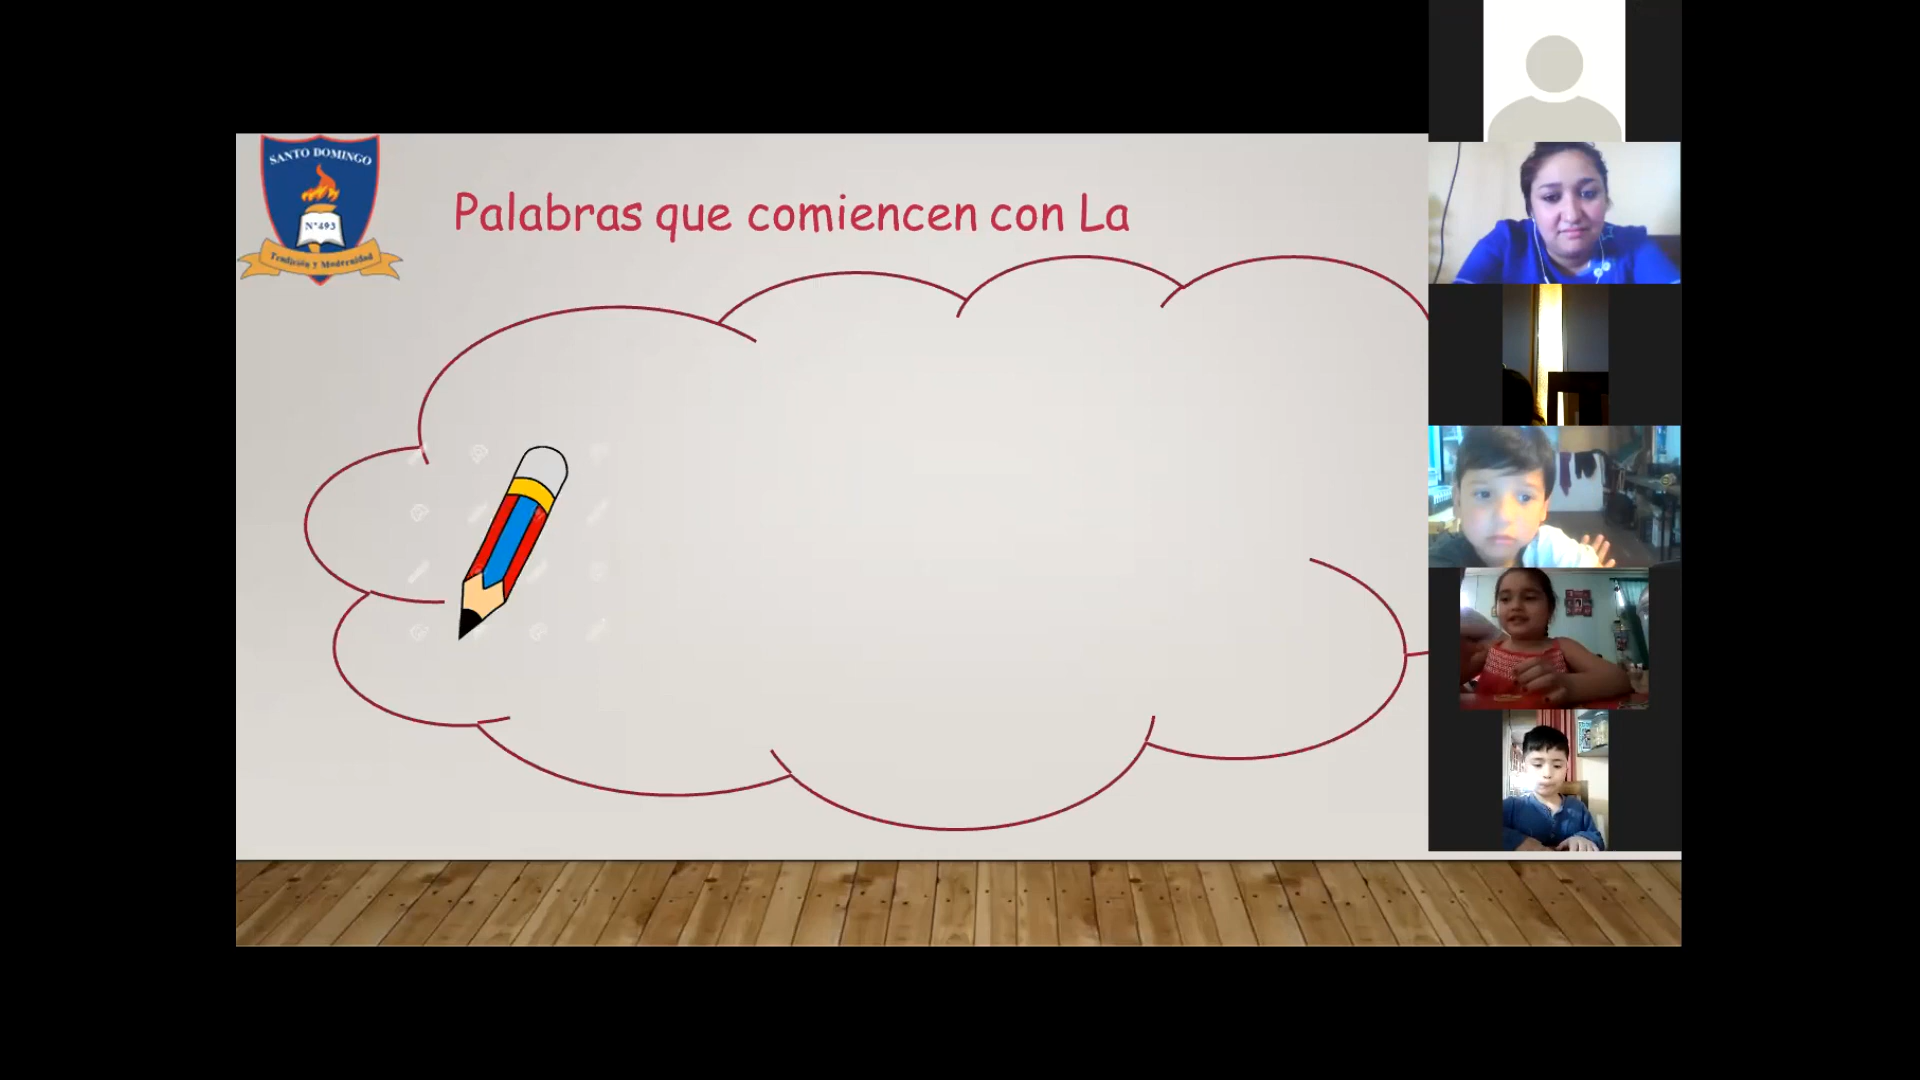 SANTO DOMINGO
N°493
Tradición y Modernidad
Palabras que comiencen con La